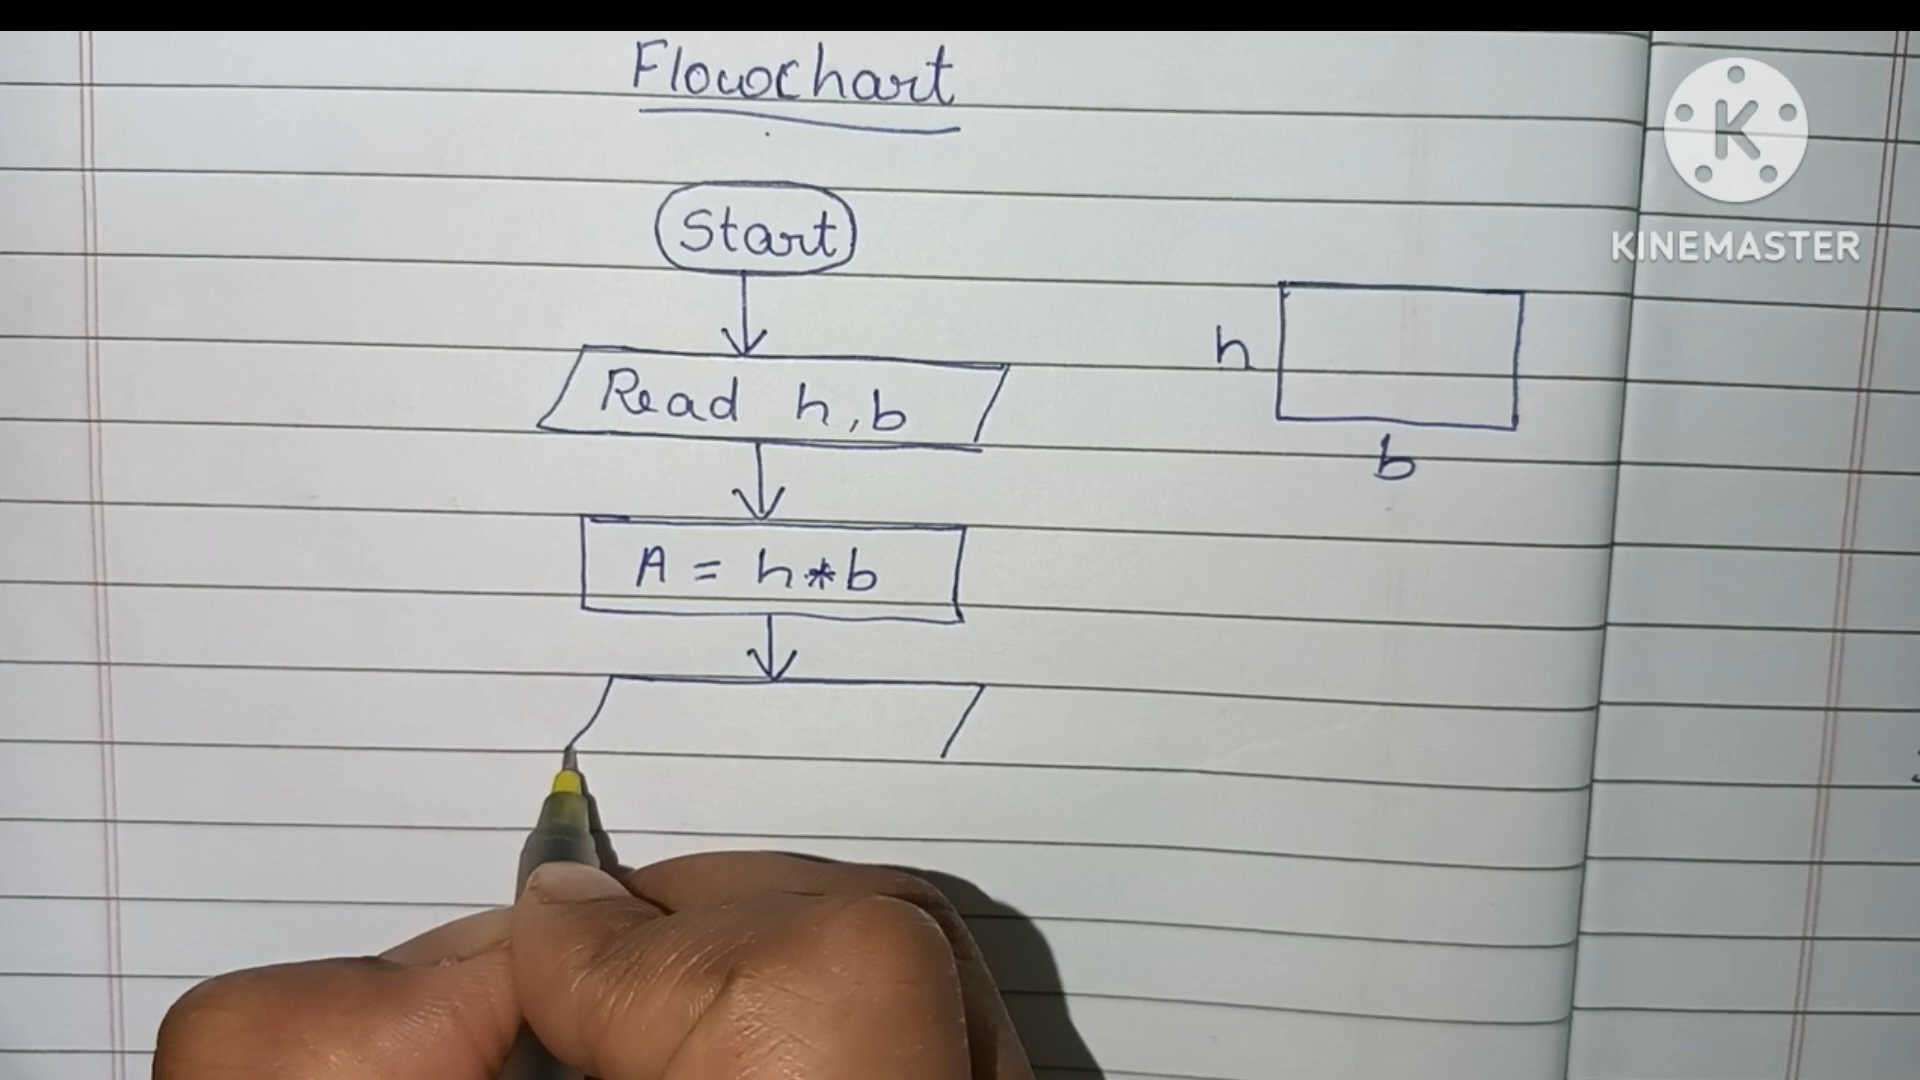 Flowchart
Start
Read h, b
A = h*b
h
b
K
KINEMASTER